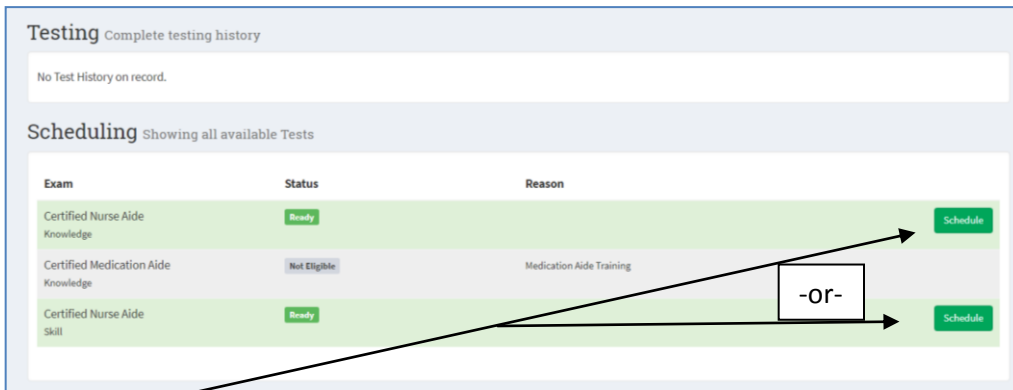 Testing Complete testing history
No Test History on record.
Scheduling Showing all available Tests
Exam Status Reason
Certified Nurse Aide Ready Schedule
Knowledge
Certified Medication Aide Not Eligible Medication Aide Training
Knowledge
-or-
Certified Nurse Aide Ready Schedule
Skill